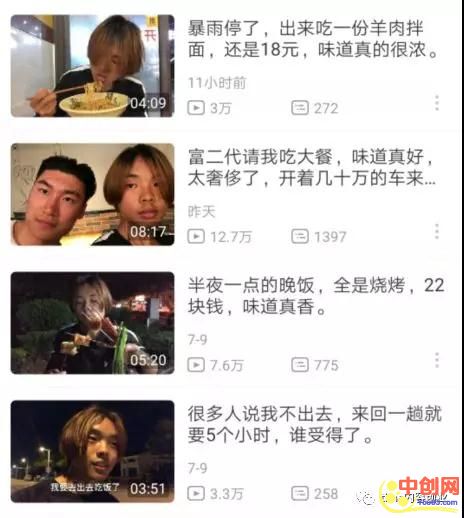 暴雨停了，出来吃一份羊肉拌
面，还是18元，味道真的很浓。
11小时前
04:09
3万
272
富二代请我吃大餐，味道真好，
太奢侈了，开着几十万的车来...
昨天
08:17
12.7万
1397
半夜一点的晚饭，全是烧烤，22
块钱，味道真香。
7-9
05:20
7.6万
775
很多人说我不出去，来回一趟就
要5个小时，谁受得了。
7-9
我要去出去吃饭了
03:51
3.3万
258
中创网